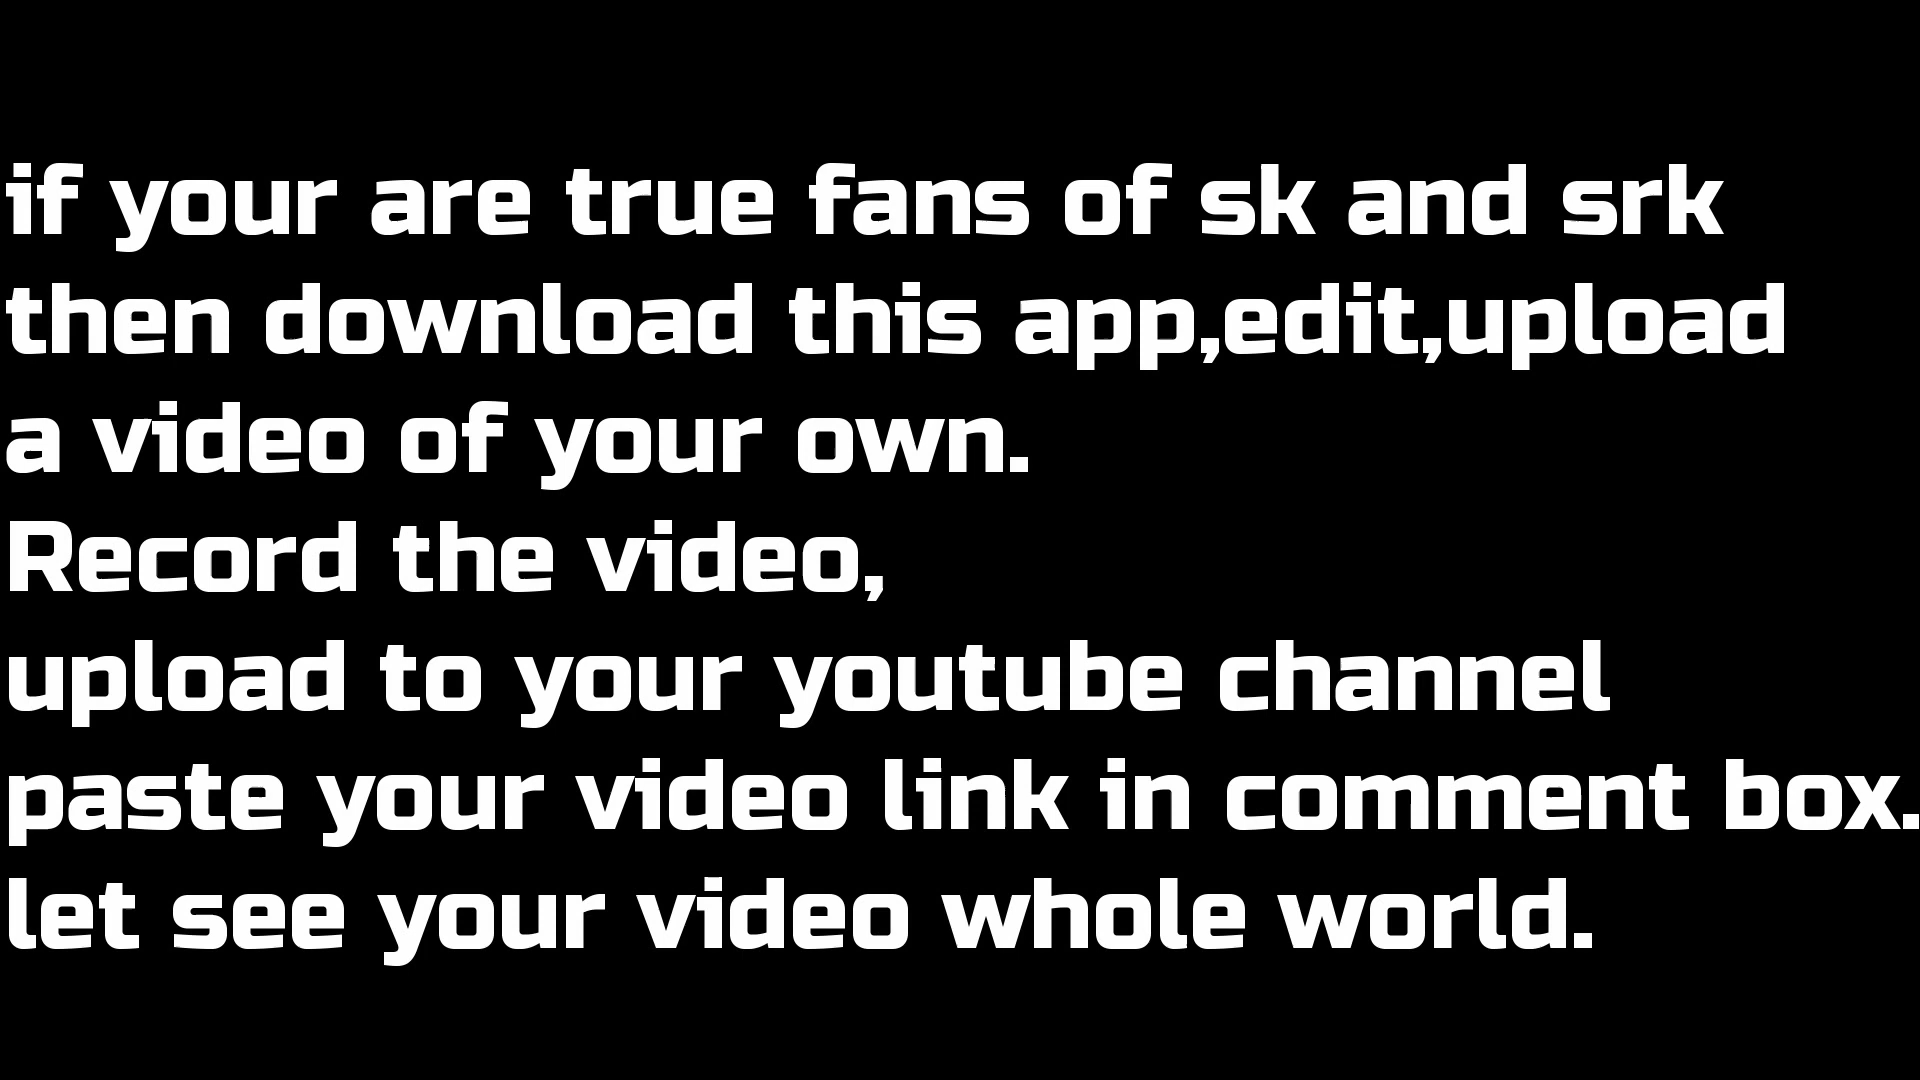 if your are true fans of sk and srk
then download this app,edit,upload
a video of your own.
Record the video,
upload to your youtube channel
paste your video link in comment box.
let see your video whole world.